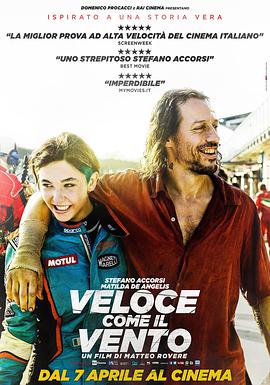 DOMENICO PROCACCI E RAI CINEMA PRESENTANO
ISPIRATO A UNA STORIA VERA
"LA MIGLIOR PROVA AD ALTA VELOCITÀ DEL CINEMA ITALIANO"
SCREENWEEK
"UNO STREPITOSO STEFANO ACCORSI"
BEST MOVIE
"IMPERDIBILE"
MYMOVIES.IT
MOTUL
MAGNETI
MARELLI
STEFANO ACCORSI
MATILDA DE ANGELIS
VELOCE
COME IL
VENTO
UN FILM DI MATTEO ROVERE
DAL 7 APRILE AL CINEMA